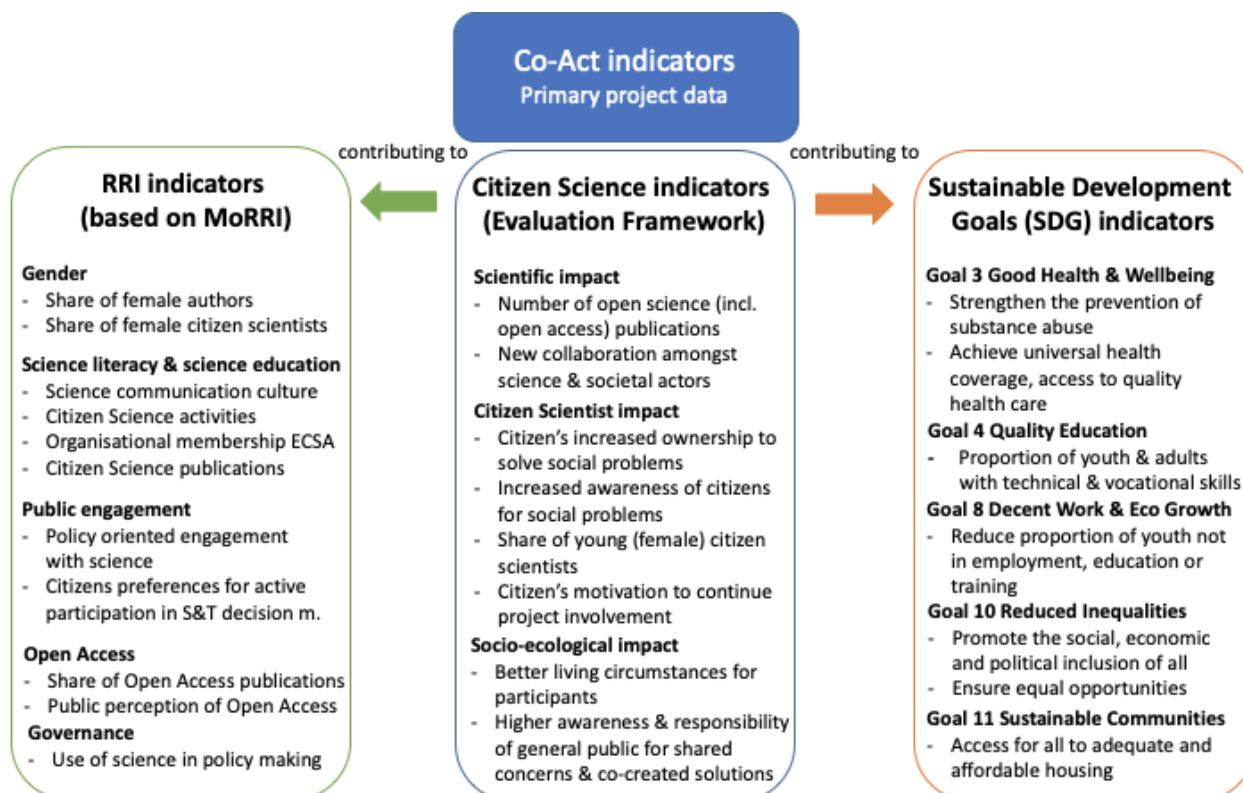 Co-Act indicators
Primary project data
contributing to
contributing to
RRI indicators
(based on MoRRI)
Gender
- Share of female authors
- Share of female citizen scientists
Science literacy & science education
- Science communication culture
- Citizen Science activities
- Organisational membership ECSA
- Citizen Science publications
Public engagement
- Policy oriented engagement
with science
- Citizens preferences for active
participation in S&T decision m.
Open Access
- Share of Open Access publications
- Public perception of Open Access
Governance
- Use of science in policy making
Citizen Science indicators
(Evaluation Framework)
Scientific impact
- Number of open science (incl.
open access) publications
- New collaboration amongst
science & societal actors
Citizen Scientist impact
- Citizen's increased ownership to
solve social problems
- Increased awareness of citizens
for social problems
- Share of young (female) citizen
scientists
- Citizen's motivation to continue
project involvement
Socio-ecological impact
- Better living circumstances for
participants
- Higher awareness & responsibility
of general public for shared
concerns & co-created solutions
Sustainable Development
Goals (SDG) indicators
Goal 3 Good Health & Wellbeing
- Strengthen the prevention of
substance abuse
- Achieve universal health
coverage, access to quality
health care
Goal 4 Quality Education
- Proportion of youth & adults
with technical & vocational skills
Goal 8 Decent Work & Eco Growth
- Reduce proportion of youth not
in employment, education or
training
Goal 10 Reduced Inequalities
- Promote the social, economic
and political inclusion of all
- Ensure equal opportunities
Goal 11 Sustainable Communities
- Access for all to adequate and
affordable housing